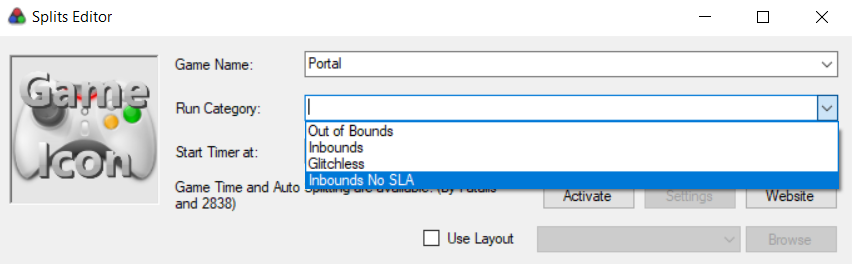 Splits Editor
Game Icon
Game Name:
Portal
Run Category:
Out of Bounds
Inbounds
Glitchless
Inbounds No SLA
Start Timer at:
Game Time and Auto Splitting are available. (By Fatalis
and 2838)
Activate
Settings
Website
Use Layout
Browse